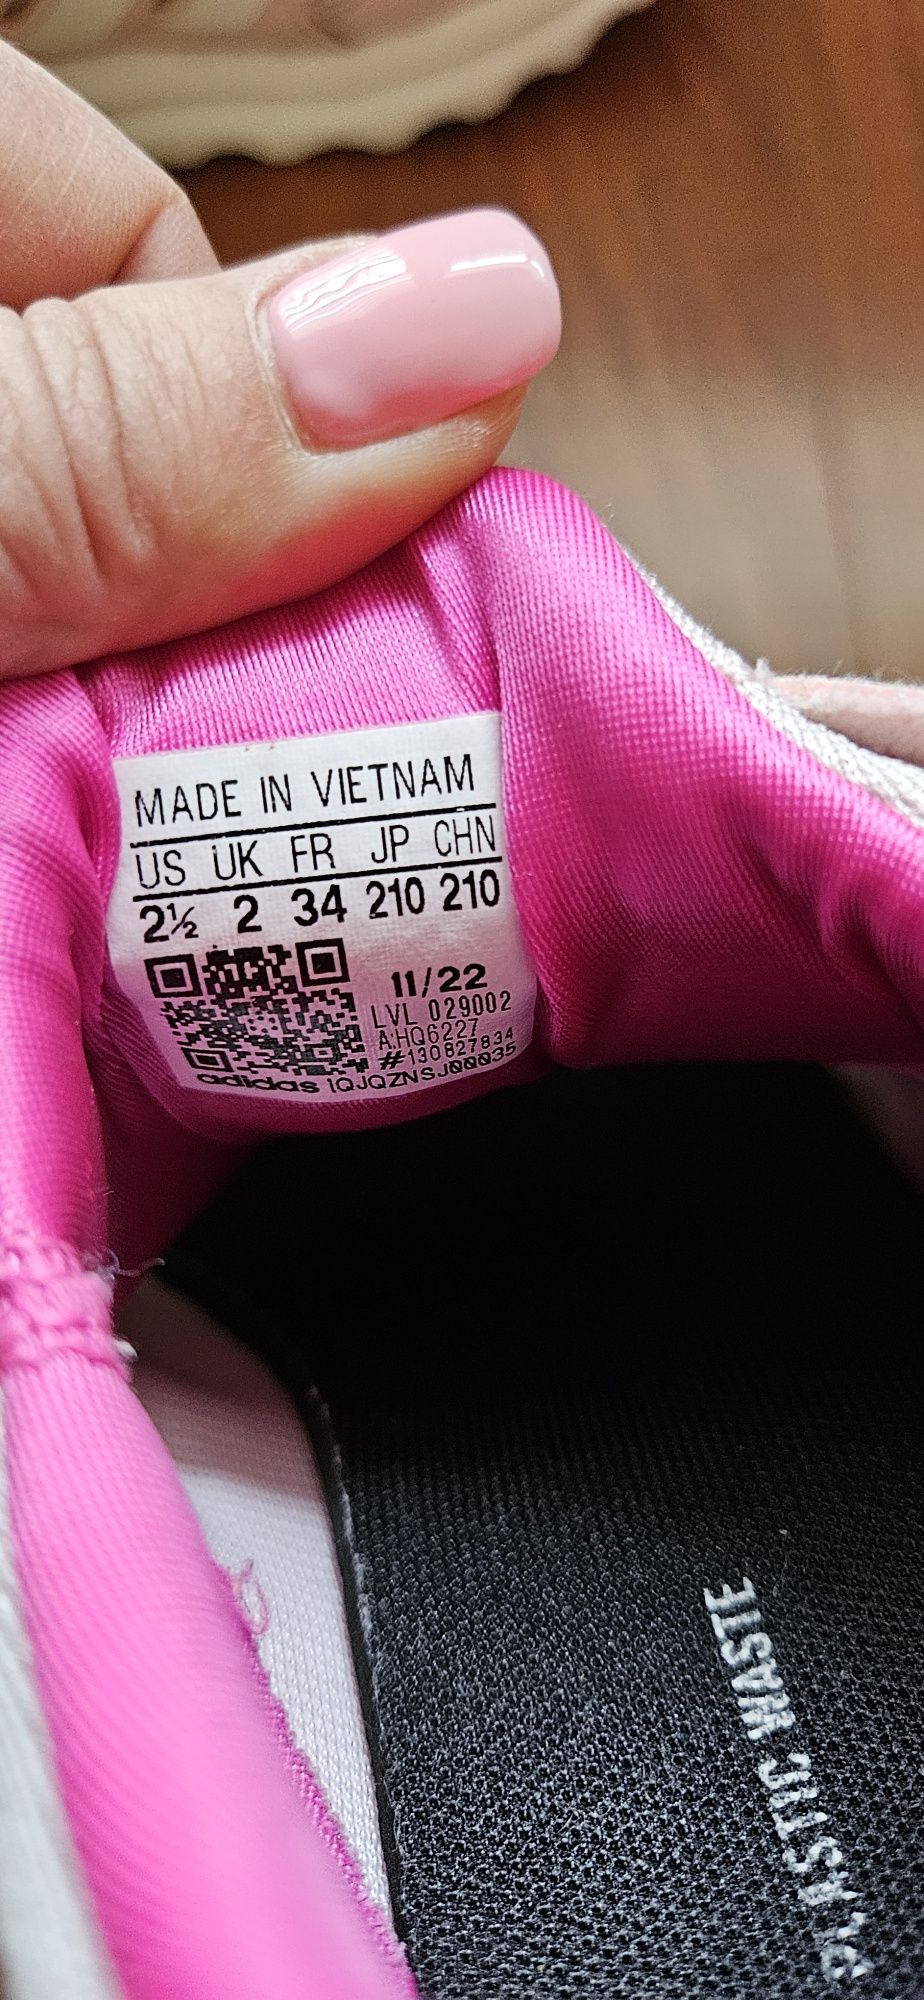 MADE IN VIETNAM
US UK FR JP CHN
2½ 2 34 210 210
11/22
LVL 029002
A:HQ6227
#130827834
adidas 1QJQZNSJ00035
PLASTIC WASTE